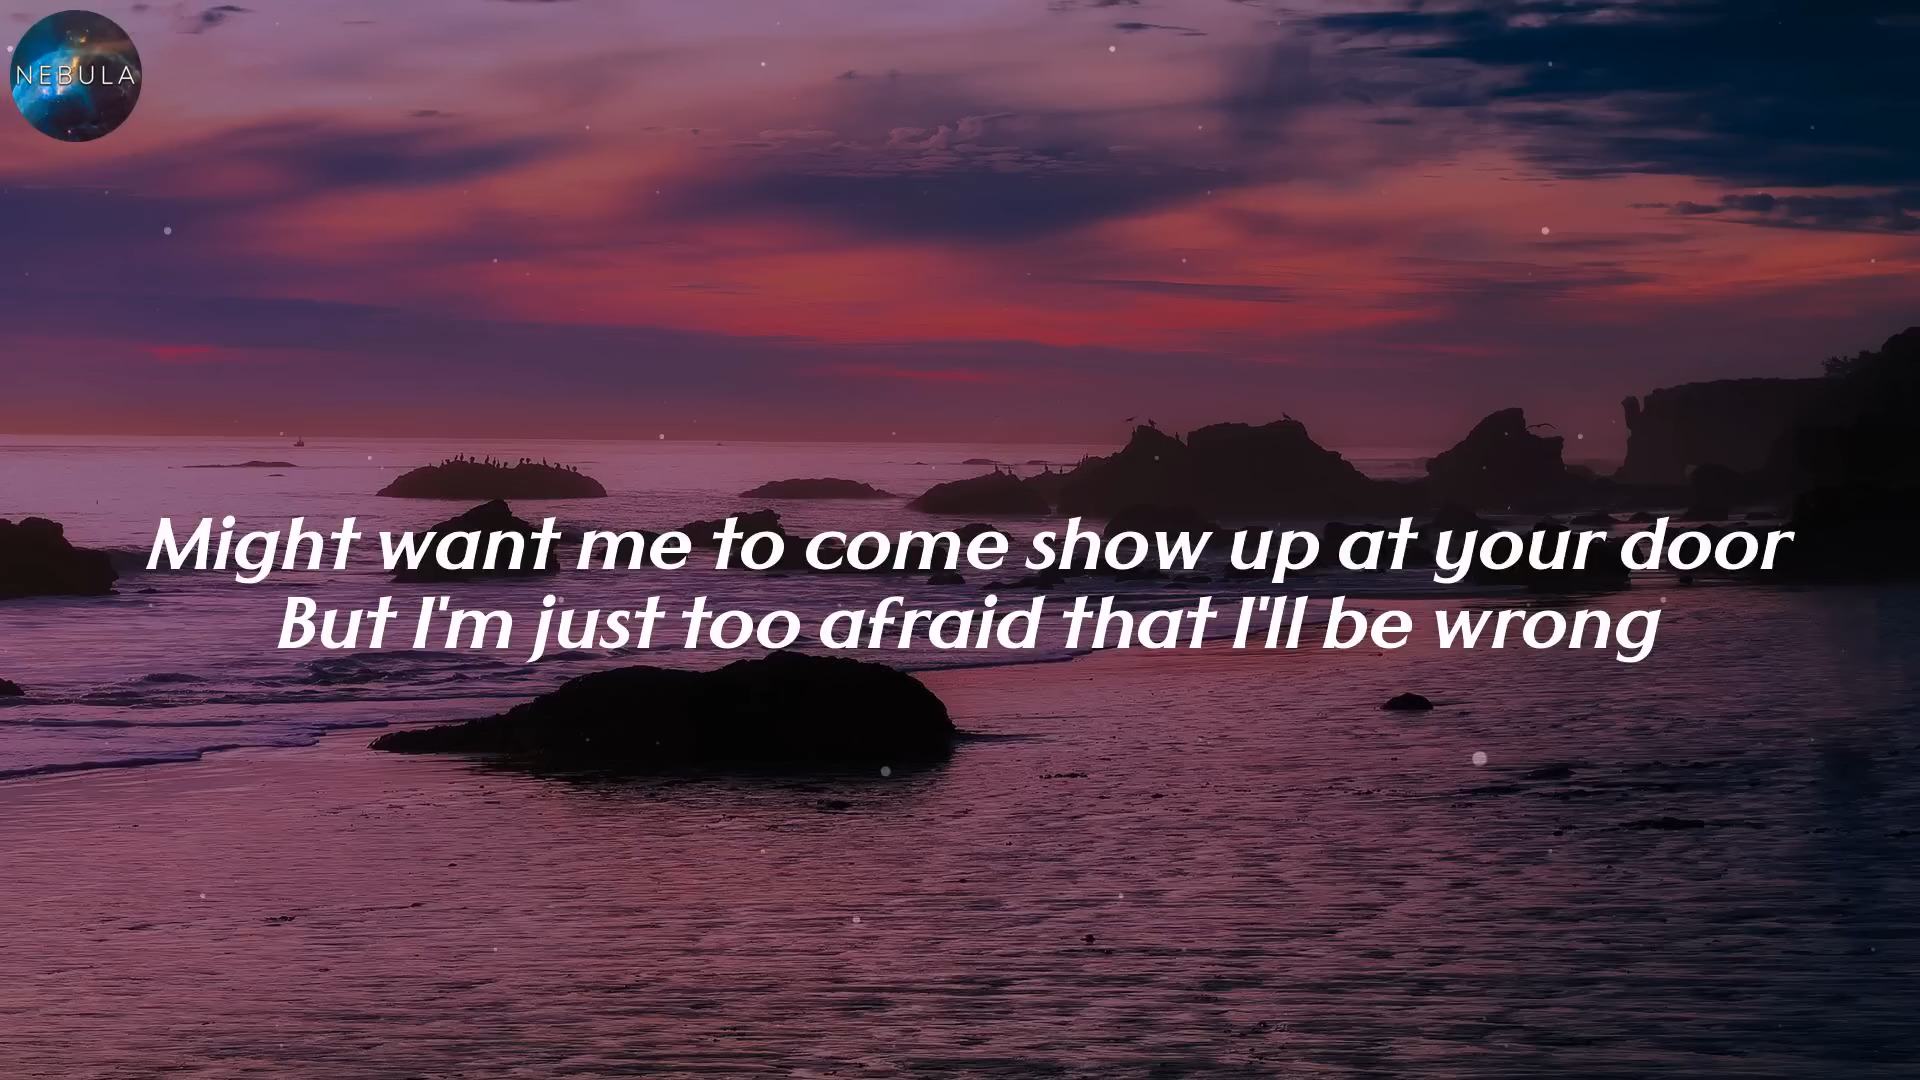 NEBULA
Might want me to come show up at your door
But I'm just too afraid that I'll be wrong